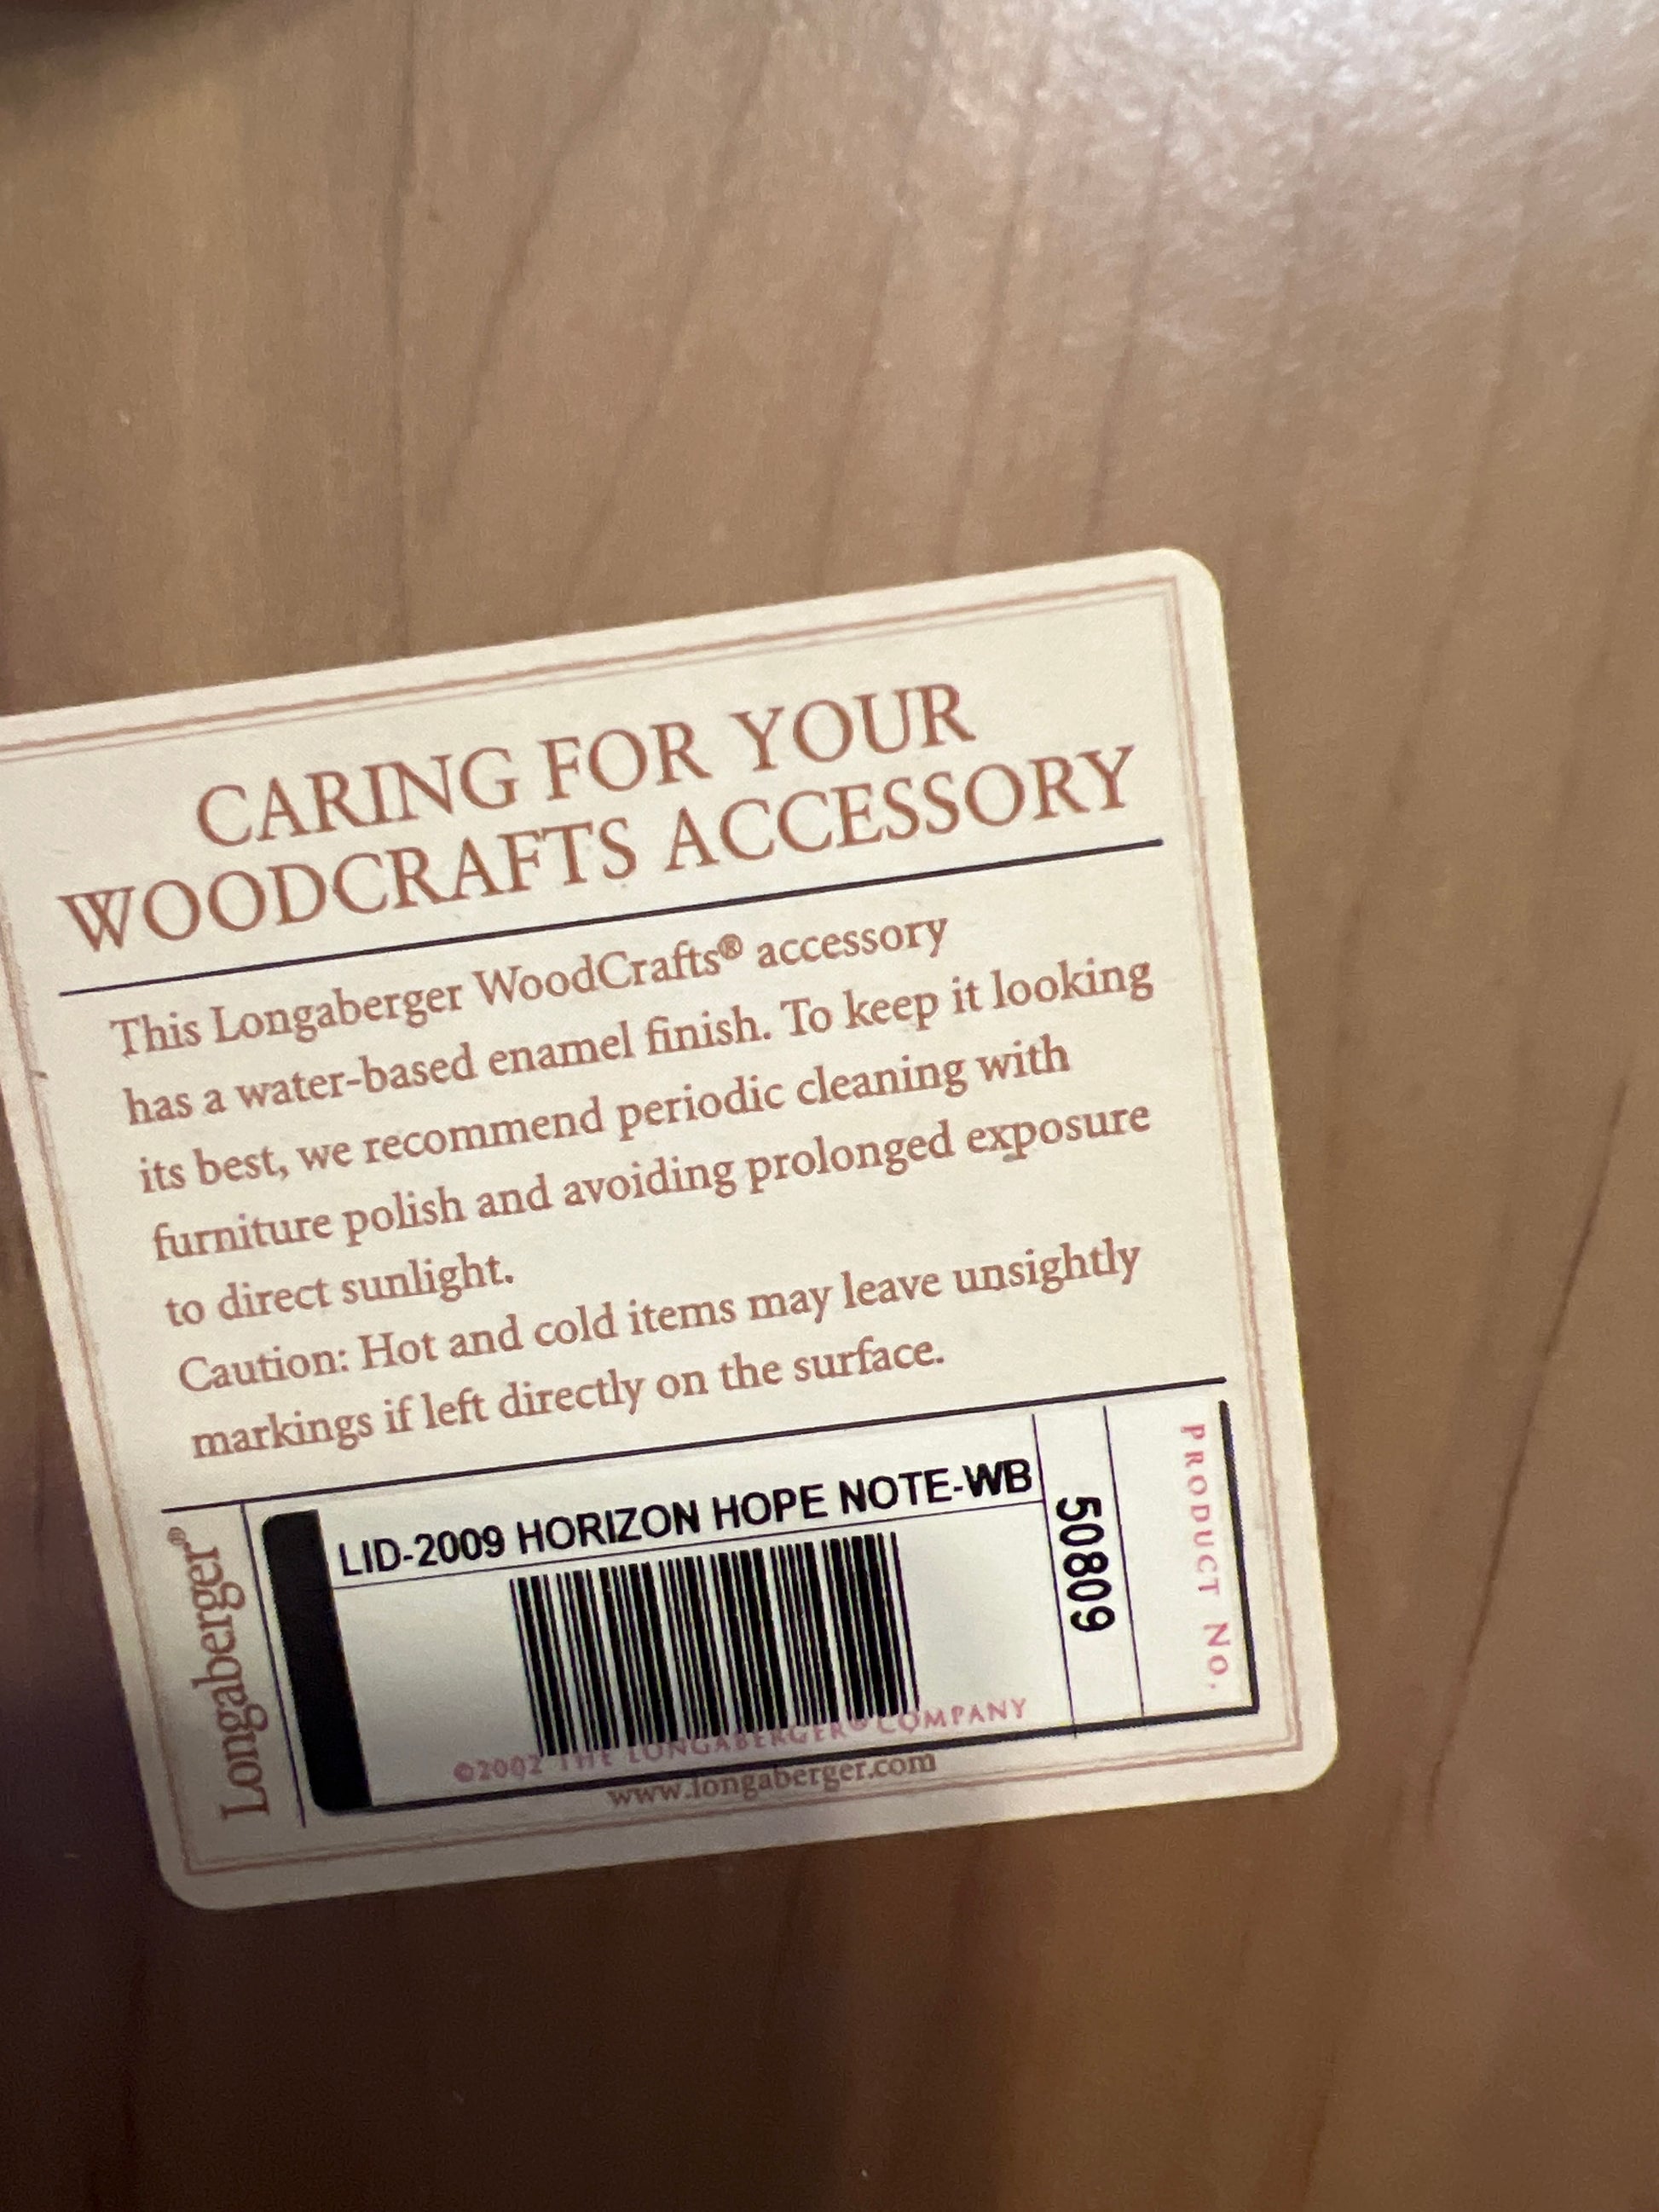 CARING FOR YOUR
WOODCRAFTS ACCESSORY
This Longaberger WoodCrafts® accessory
has a water-based enamel finish. To keep it looking
its best, we recommend periodic cleaning with
furniture polish and avoiding prolonged exposure
to direct sunlight.
Caution: Hot and cold items may leave unsightly
markings if left directly on the surface.
Longaberger®
LID-2009 HORIZON HOPE NOTE-WB
50809
PRODUCT NO.
©2002 THE LONGABERGER® COMPANY
www.longaberger.com